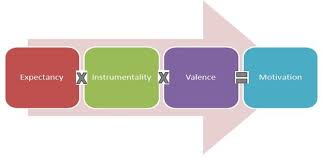 Expectancy X Instrumentality X Valence = Motivation